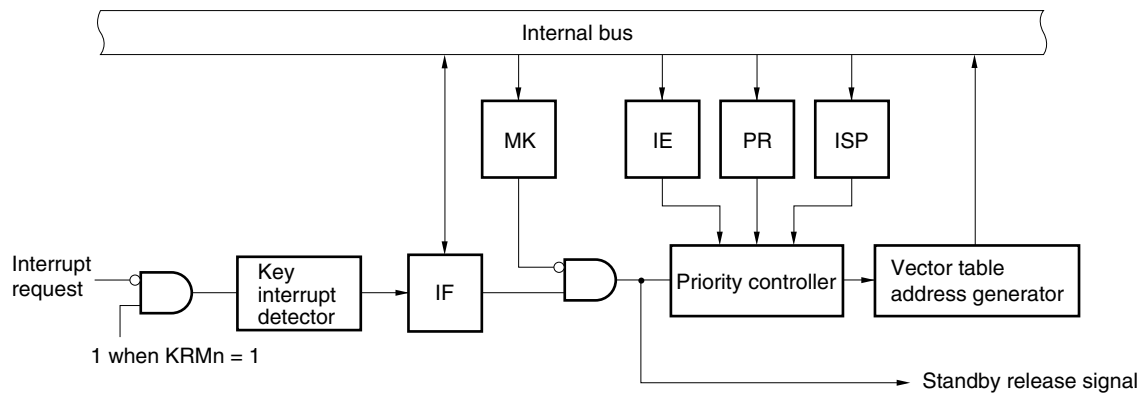 Internal bus
MK
IE
PR
ISP
Interrupt
request
Key
interrupt
detector
IF
Priority controller
Vector table
address generator
1 when KRMn = 1
Standby release signal